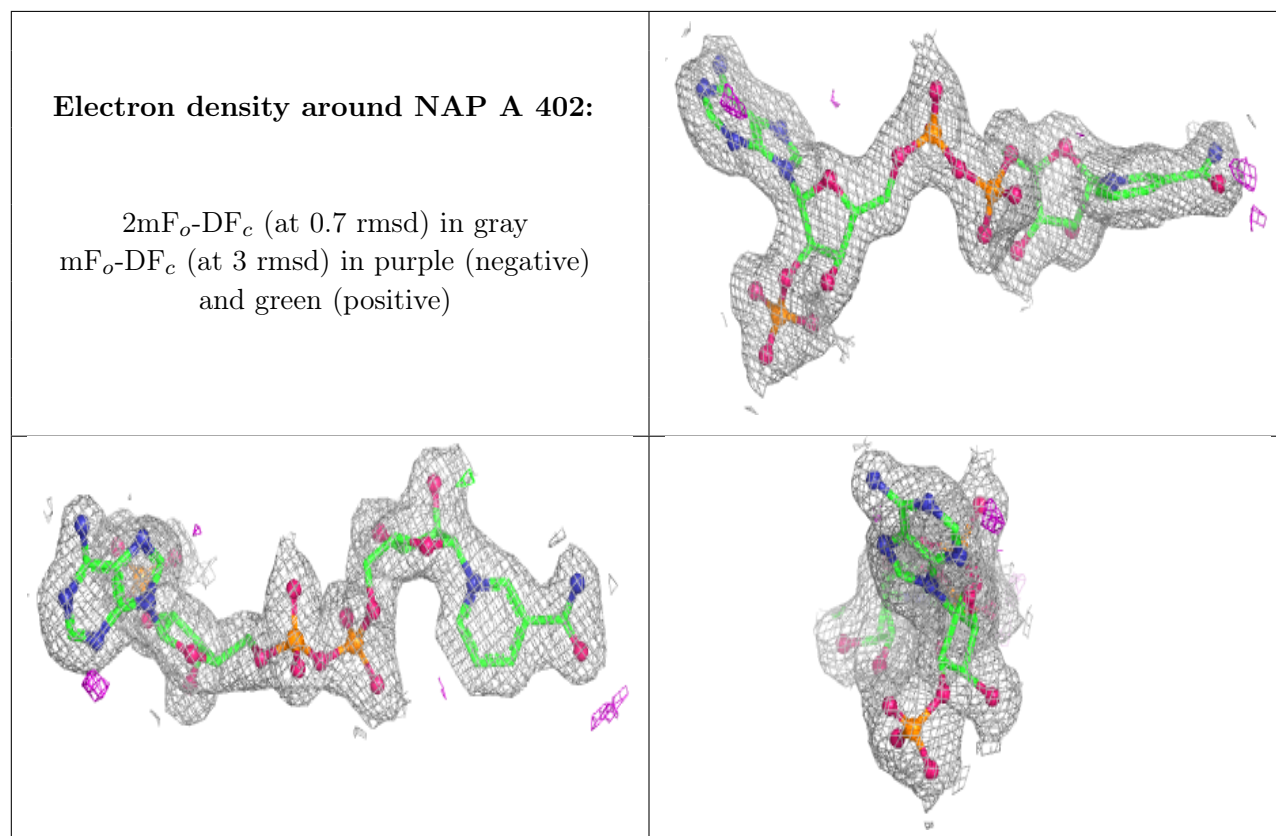 Electron density around NAP A 402:
2mFo-DFc (at 0.7 rmsd) in gray
mFo-DFc (at 3 rmsd) in purple (negative)
and green (positive)